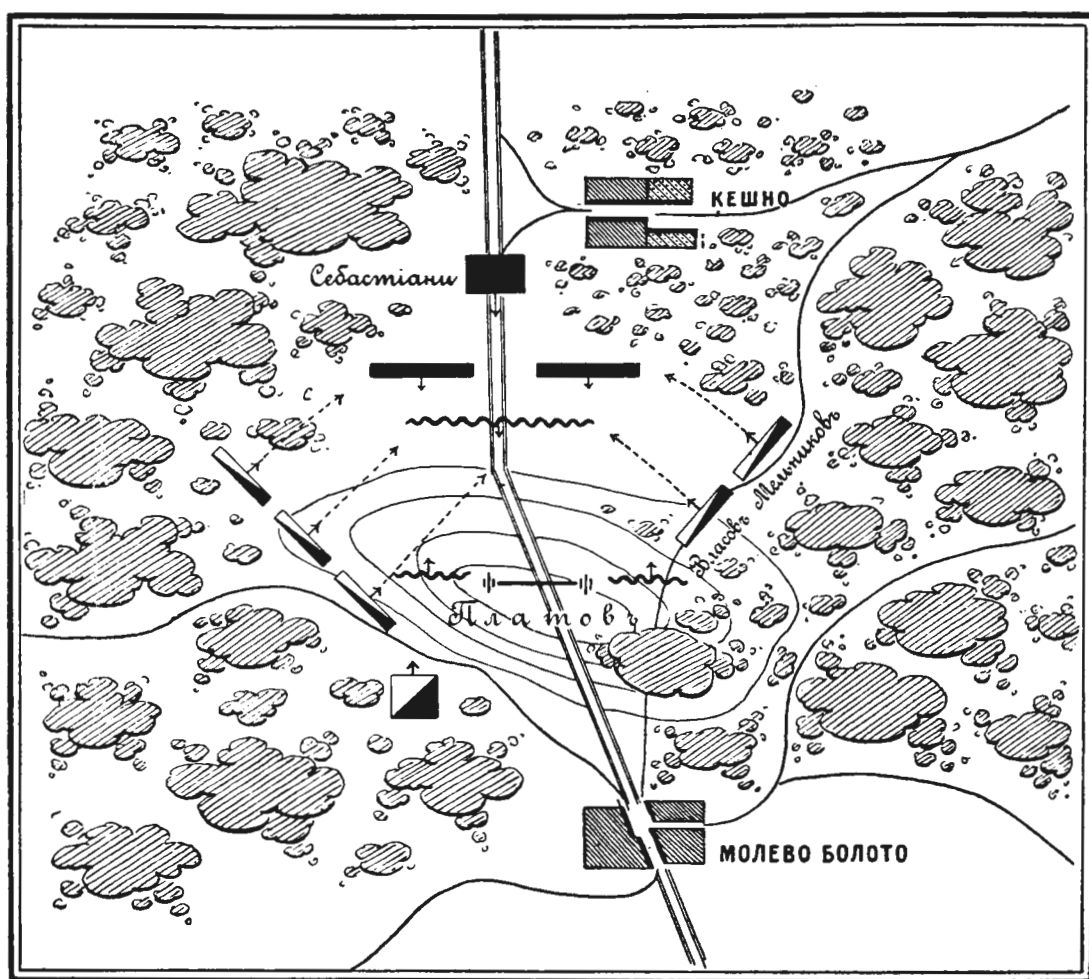 КЕШНО
Себастіани
Власовъ Мельниковъ
Платовъ
МОЛЕВО БОЛОТО